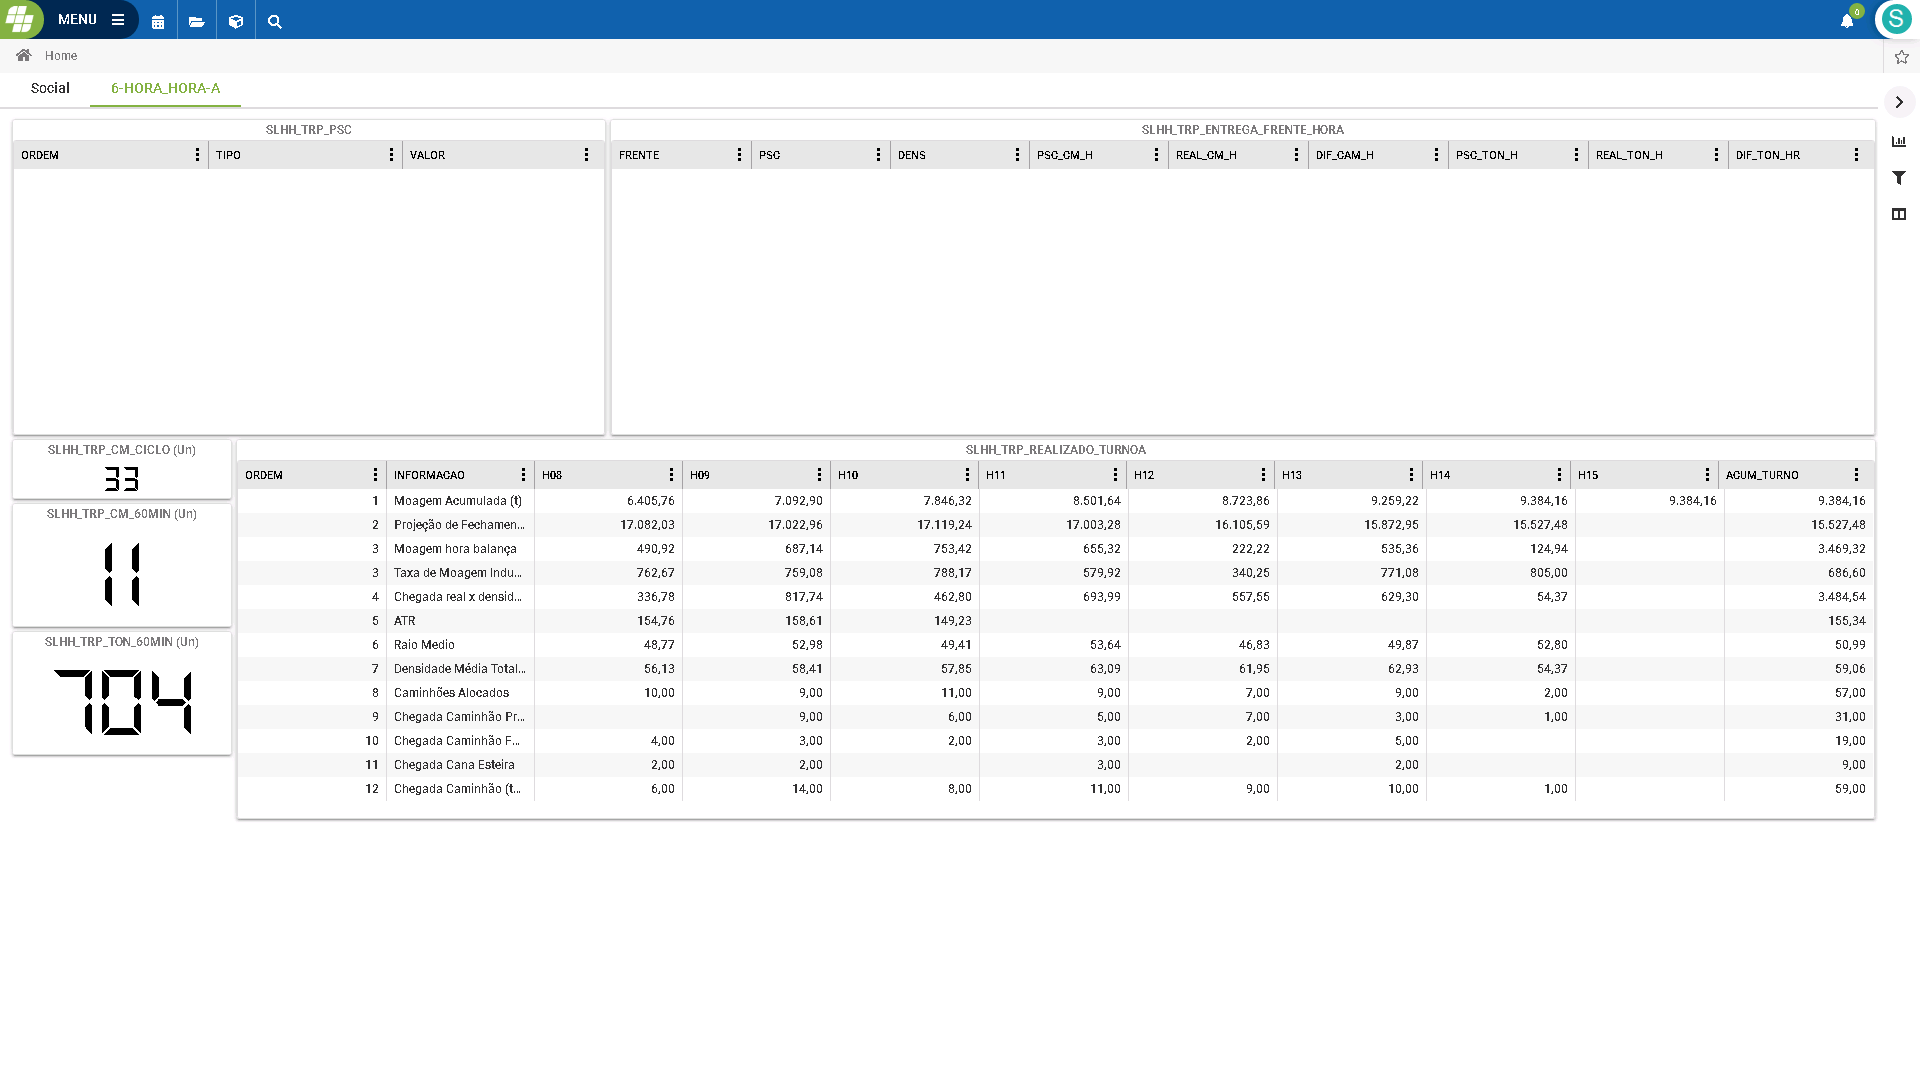 MENU
0
S
Home
Social 6-HORA_HORA-A
SLHH_TRP_PSC
ORDEM TIPO VALOR
SLHH_TRP_ENTREGA_FRENTE_HORA
FRENTE PSC DENS PSC_CM_H REAL_CM_H DIF_CAM_H PSC_TON_H REAL_TON_H DIF_TON_HR
SLHH_TRP_CM_CICLO (Un)
33
SLHH_TRP_CM_60MIN (Un)
11
SLHH_TRP_TON_60MIN (Un)
704
SLHH_TRP_REALIZADO_TURNOA
ORDEM INFORMACAO H08 H09 H10 H11 H12 H13 H14 H15 ACUM_TURNO
1 Moagem Acumulada (t) 6.405,76 7.092,90 7.846,32 8.501,64 8.723,86 9.259,22 9.384,16 9.384,16 9.384,16
2 Projeção de Fechamen... 17.082,03 17.022,96 17.119,24 17.003,28 16.105,59 15.872,95 15.527,48 15.527,48
3 Moagem hora balança 490,92 687,14 753,42 655,32 222,22 535,36 124,94 3.469,32
3 Taxa de Moagem Indu... 762,67 759,08 788,17 579,92 340,25 771,08 805,00 686,60
4 Chegada real x densid... 336,78 817,74 462,80 693,99 557,55 629,30 54,37 3.484,54
5 ATR 154,76 158,61 149,23 155,34
6 Raio Medio 48,77 52,98 49,41 53,64 46,83 49,87 52,80 50,99
7 Densidade Média Total... 56,13 58,41 57,85 63,09 61,95 62,93 54,37 59,06
8 Caminhões Alocados 10,00 9,00 11,00 9,00 7,00 9,00 2,00 57,00
9 Chegada Caminhão Pr... 9,00 6,00 5,00 7,00 3,00 1,00 31,00
10 Chegada Caminhão F... 4,00 3,00 2,00 3,00 2,00 5,00 19,00
11 Chegada Cana Esteira 2,00 2,00 3,00 2,00 9,00
12 Chegada Caminhão (t... 6,00 14,00 8,00 11,00 9,00 10,00 1,00 59,00